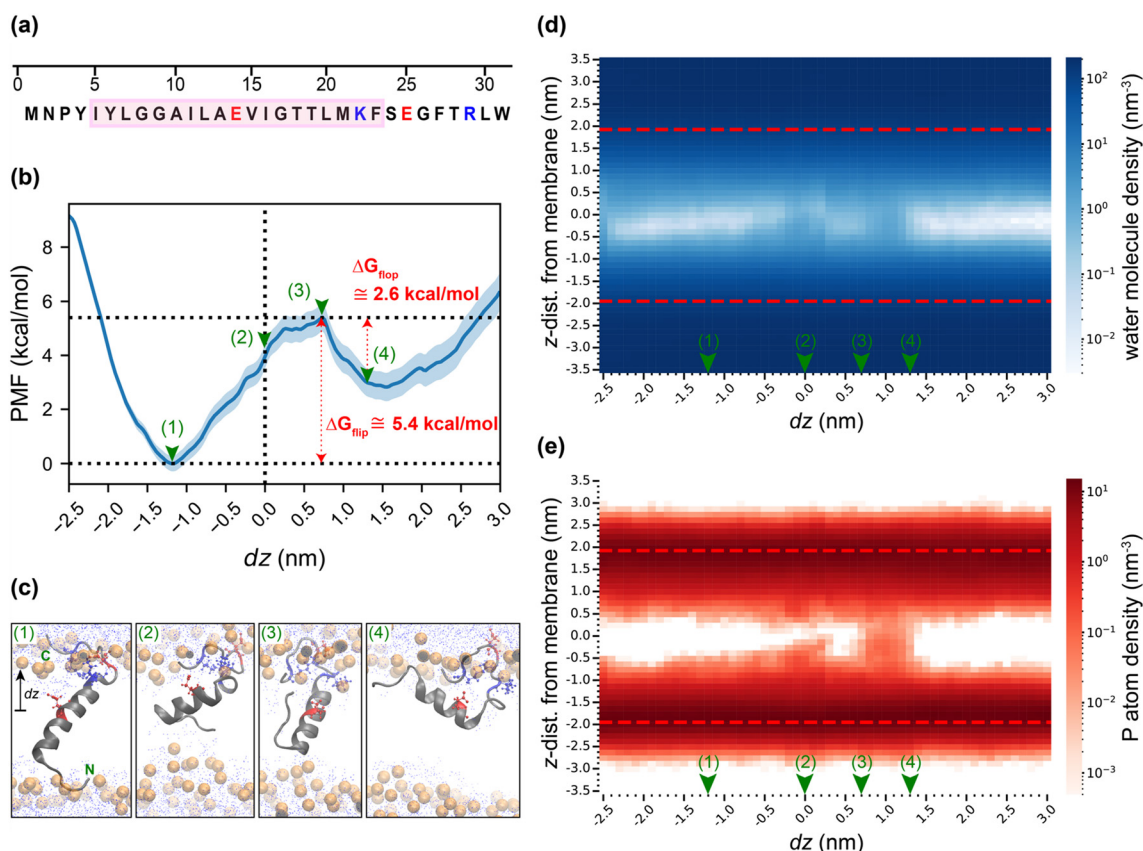 (a)
0 5 10 15 20 25 30
MNPYIYLGGAILAEVIGTTLMKFSEGFTRLW
(b)
PMF (kcal/mol)
8
6
4
2
0
(1)
(2)
(3)
(4)
ΔGflop
≅ 2.6 kcal/mol
ΔGflip ≅ 5.4 kcal/mol
−2.5 −2.0 −1.5 −1.0 −0.5 0.0 0.5 1.0 1.5 2.0 2.5 3.0
dz (nm)
(c)
(1) (2) (3) (4)
C
dz
N
(d)
z-dist. from membrane (nm)
3.5
3.0
2.5
2.0
1.5
1.0
0.5
0.0
-0.5
-1.0
-1.5
-2.0
-2.5
-3.0
-3.5
(1) (2) (3) (4)
-2.5 -2.0 -1.5 -1.0 -0.5 0.0 0.5 1.0 1.5 2.0 2.5 3.0
dz (nm)
10²
10¹
10⁰
10⁻¹
10⁻²
water molecule density (nm⁻³)
(e)
z-dist. from membrane (nm)
3.5
3.0
2.5
2.0
1.5
1.0
0.5
0.0
-0.5
-1.0
-1.5
-2.0
-2.5
-3.0
-3.5
(1) (2) (3) (4)
-2.5 -2.0 -1.5 -1.0 -0.5 0.0 0.5 1.0 1.5 2.0 2.5 3.0
dz (nm)
10¹
10⁰
10⁻¹
10⁻²
10⁻³
P atom density (nm⁻³)